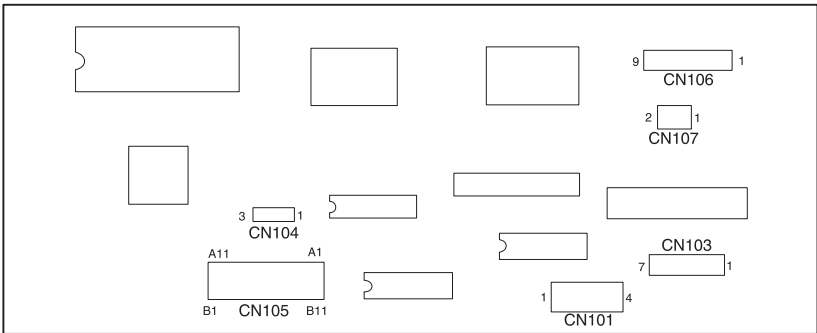 9 1
CN106
2 1
CN107
3 1
CN104
A11 A1
CN103
7 1
1 4
B1 CN105 B11
CN101